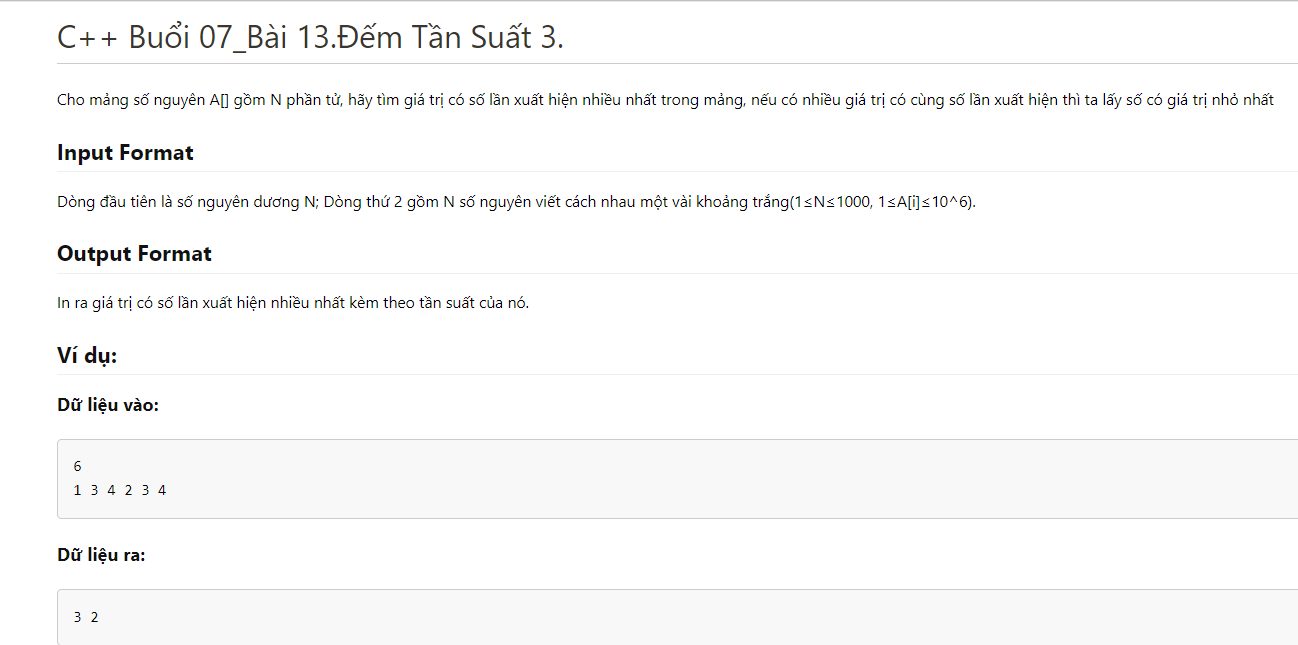 C++ Buổi 07_Bài 13.Đếm Tần Suất 3.
Cho mảng số nguyên A[] gồm N phần tử, hãy tìm giá trị có số lần xuất hiện nhiều nhất trong mảng, nếu có nhiều giá trị có cùng số lần xuất hiện thì ta lấy số có giá trị nhỏ nhất
Input Format
Dòng đầu tiên là số nguyên dương N; Dòng thứ 2 gồm N số nguyên viết cách nhau một vài khoảng trắng(1≤N≤1000, 1≤A[i]≤10^6).
Output Format
In ra giá trị có số lần xuất hiện nhiều nhất kèm theo tần suất của nó.
Ví dụ:
Dữ liệu vào:
6
1 3 4 2 3 4
Dữ liệu ra:
3 2